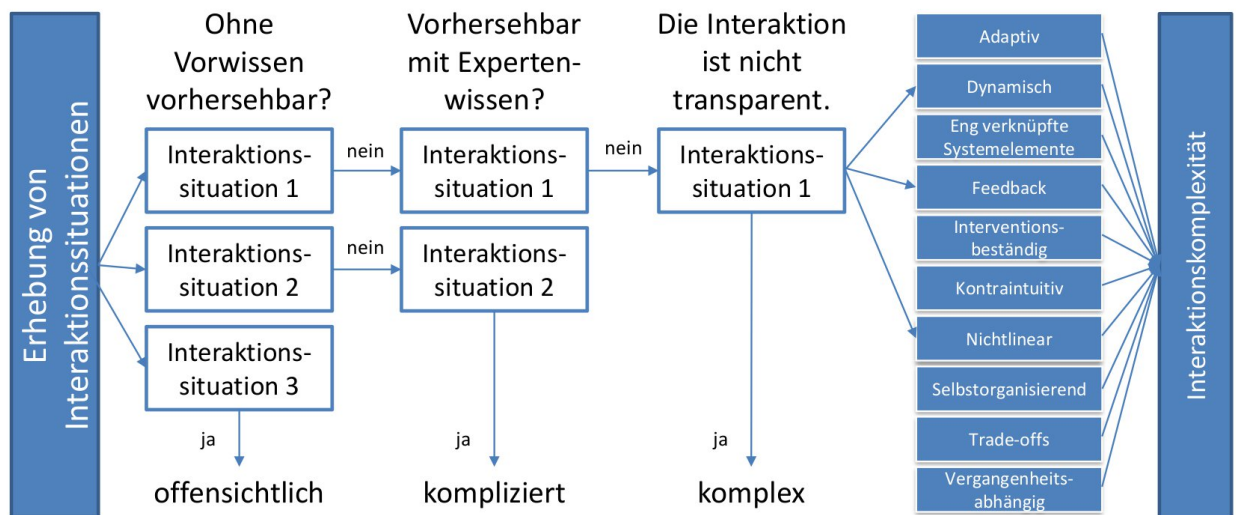 Erhebung von
Interaktionssituationen
Ohne
Vorwissen
vorhersehbar?
Interaktions-
situation 1
nein
Interaktions-
situation 2
nein
Interaktions-
situation 3
ja
offensichtlich
Vorhersehbar
mit Experten-
wissen?
Interaktions-
situation 1
nein
Interaktions-
situation 2
ja
kompliziert
Die Interaktion
ist nicht
transparent.
Interaktions-
situation 1
ja
komplex
Adaptiv
Dynamisch
Eng verknüpfte
Systemelemente
Feedback
Interventions-
beständig
Kontraintuitiv
Nichtlinear
Selbstorganisierend
Trade-offs
Vergangenheits-
abhängig
Interaktionskomplexität